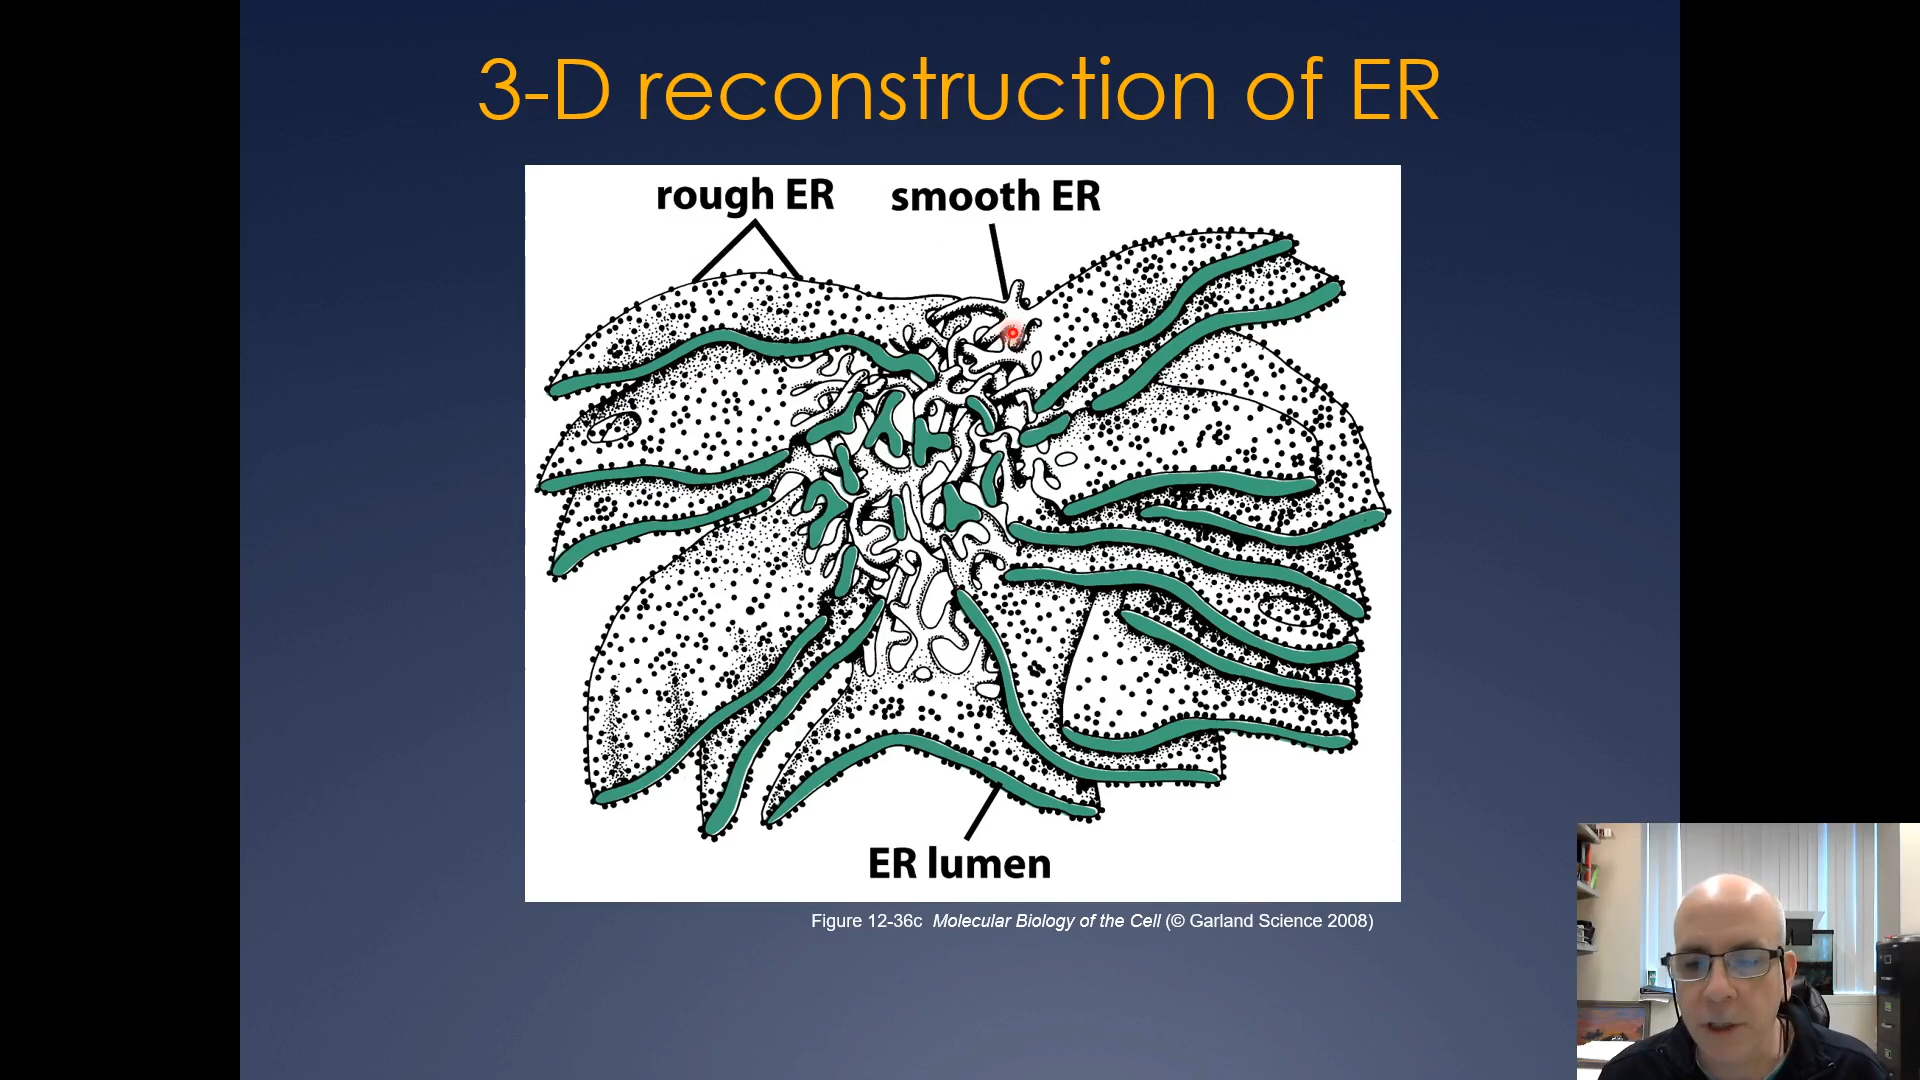 3-D reconstruction of ER
rough ER
smooth ER
ER lumen
Figure 12-36c Molecular Biology of the Cell (© Garland Science 2008)